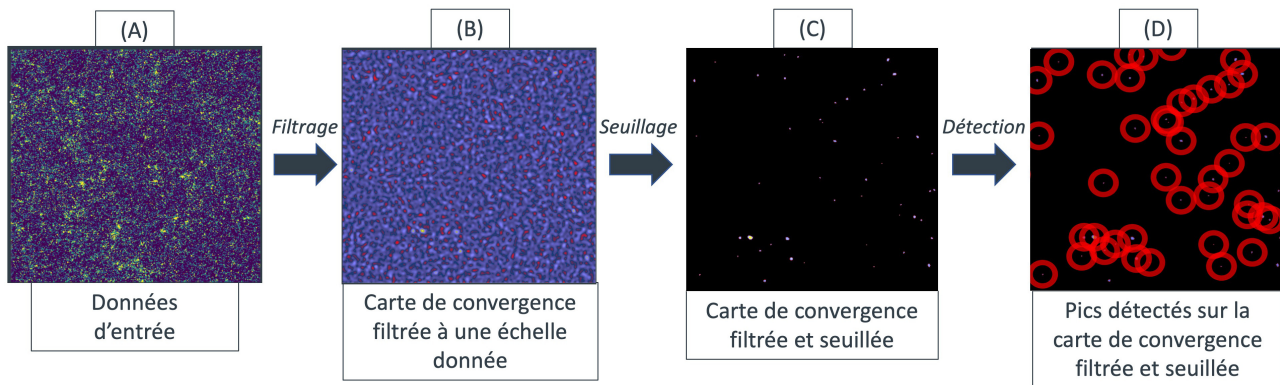 (A)
(B)
(C)
(D)
Filtrage
Seuillage
Détection
Données
d'entrée
Carte de convergence
filtrée à une échelle
donnée
Carte de convergence
filtrée et seuillée
Pics détectés sur la
carte de convergence
filtrée et seuillée